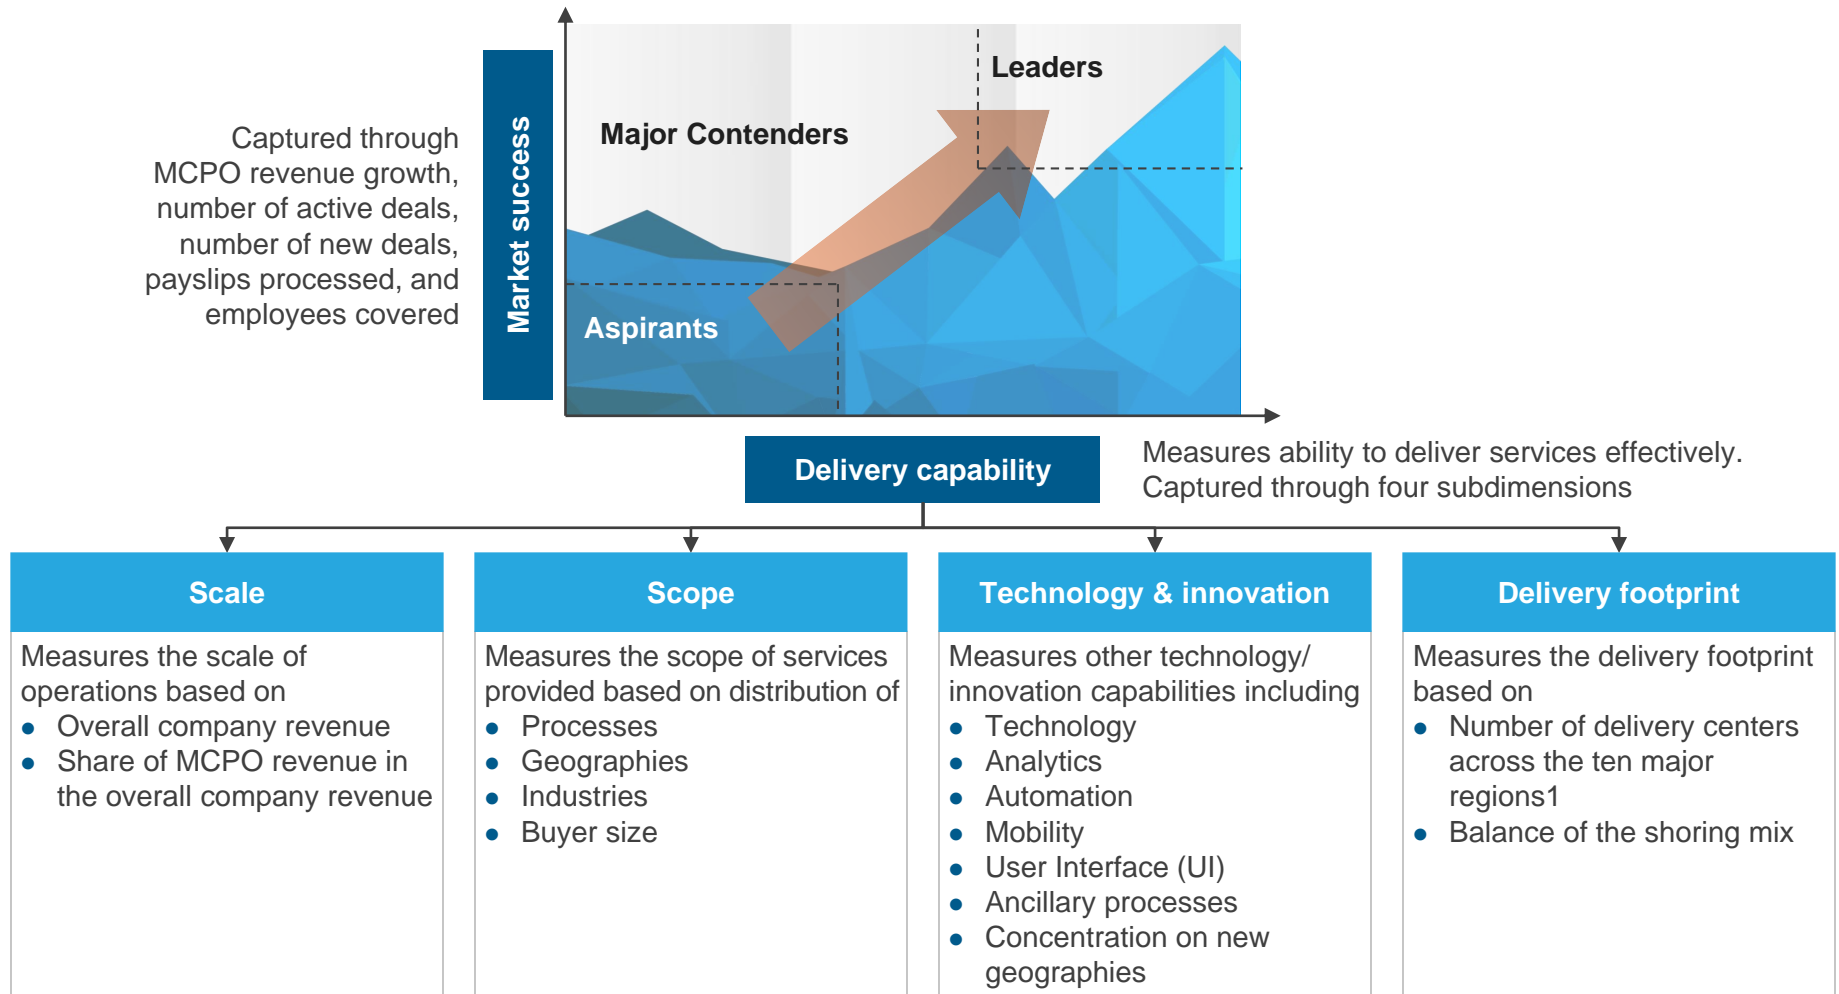 Leaders
Major Contenders
Aspirants
Market success
Captured through
MCPO revenue growth,
number of active deals,
number of new deals,
payslips processed, and
employees covered
Delivery capability
Measures ability to deliver services effectively.
Captured through four subdimensions
Scale
Measures the scale of
operations based on
● Overall company revenue
● Share of MCPO revenue in
the overall company revenue
Scope
Measures the scope of services
provided based on distribution of
● Processes
● Geographies
● Industries
● Buyer size
Technology & innovation
Measures other technology/
innovation capabilities including
● Technology
● Analytics
● Automation
● Mobility
● User Interface (UI)
● Ancillary processes
● Concentration on new
geographies
Delivery footprint
Measures the delivery footprint
based on
● Number of delivery centers
across the ten major
regions1
● Balance of the shoring mix